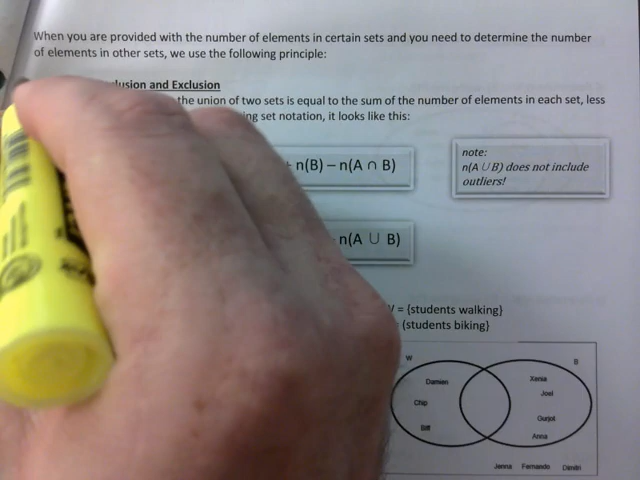 When you are provided with the number of elements in certain sets and you need to determine the number
of elements in other sets, we use the following principle:
and Exclusion
the union of two sets is equal to the sum of the number of elements in each set, less
set notation, it looks like this:
n(B) – n(A ∩ B)
note:
n(A ∪ B) does not include
outliers!
n(A ∪ B)
= {students walking}
{students biking}
W
B
Damien
Xenia
Joel
Chip
Gurjot
Biff
Anna
Jenna Fernando Dimitri